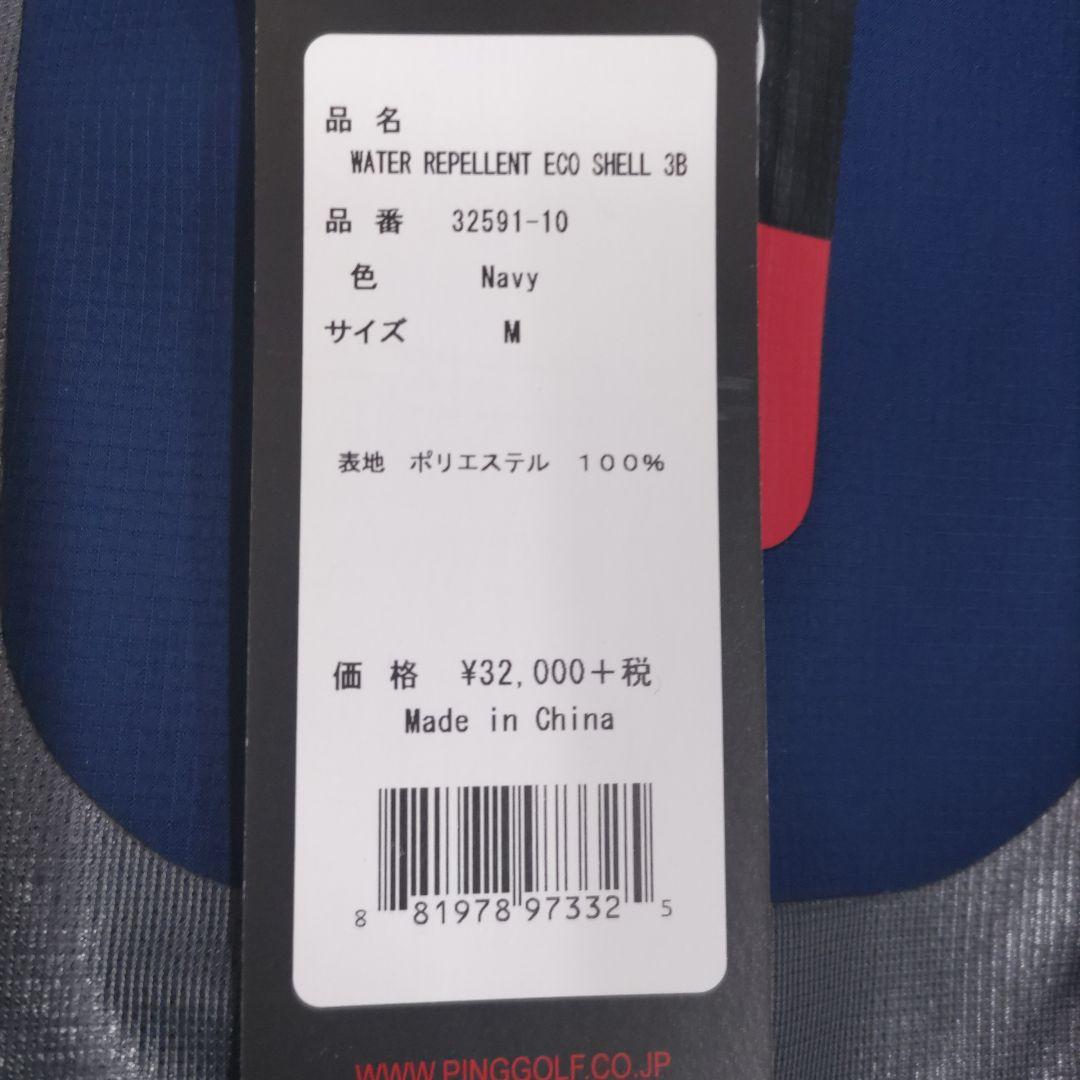 品 名
WATER REPELLENT ECO SHELL 3B
品 番 32591-10
色 Navy
サイズ M
表地 ポリエステル 100%
価 格 ¥32,000+税
Made in China
8 81978 97332 5
WWW.PINGGOLF.CO.JP